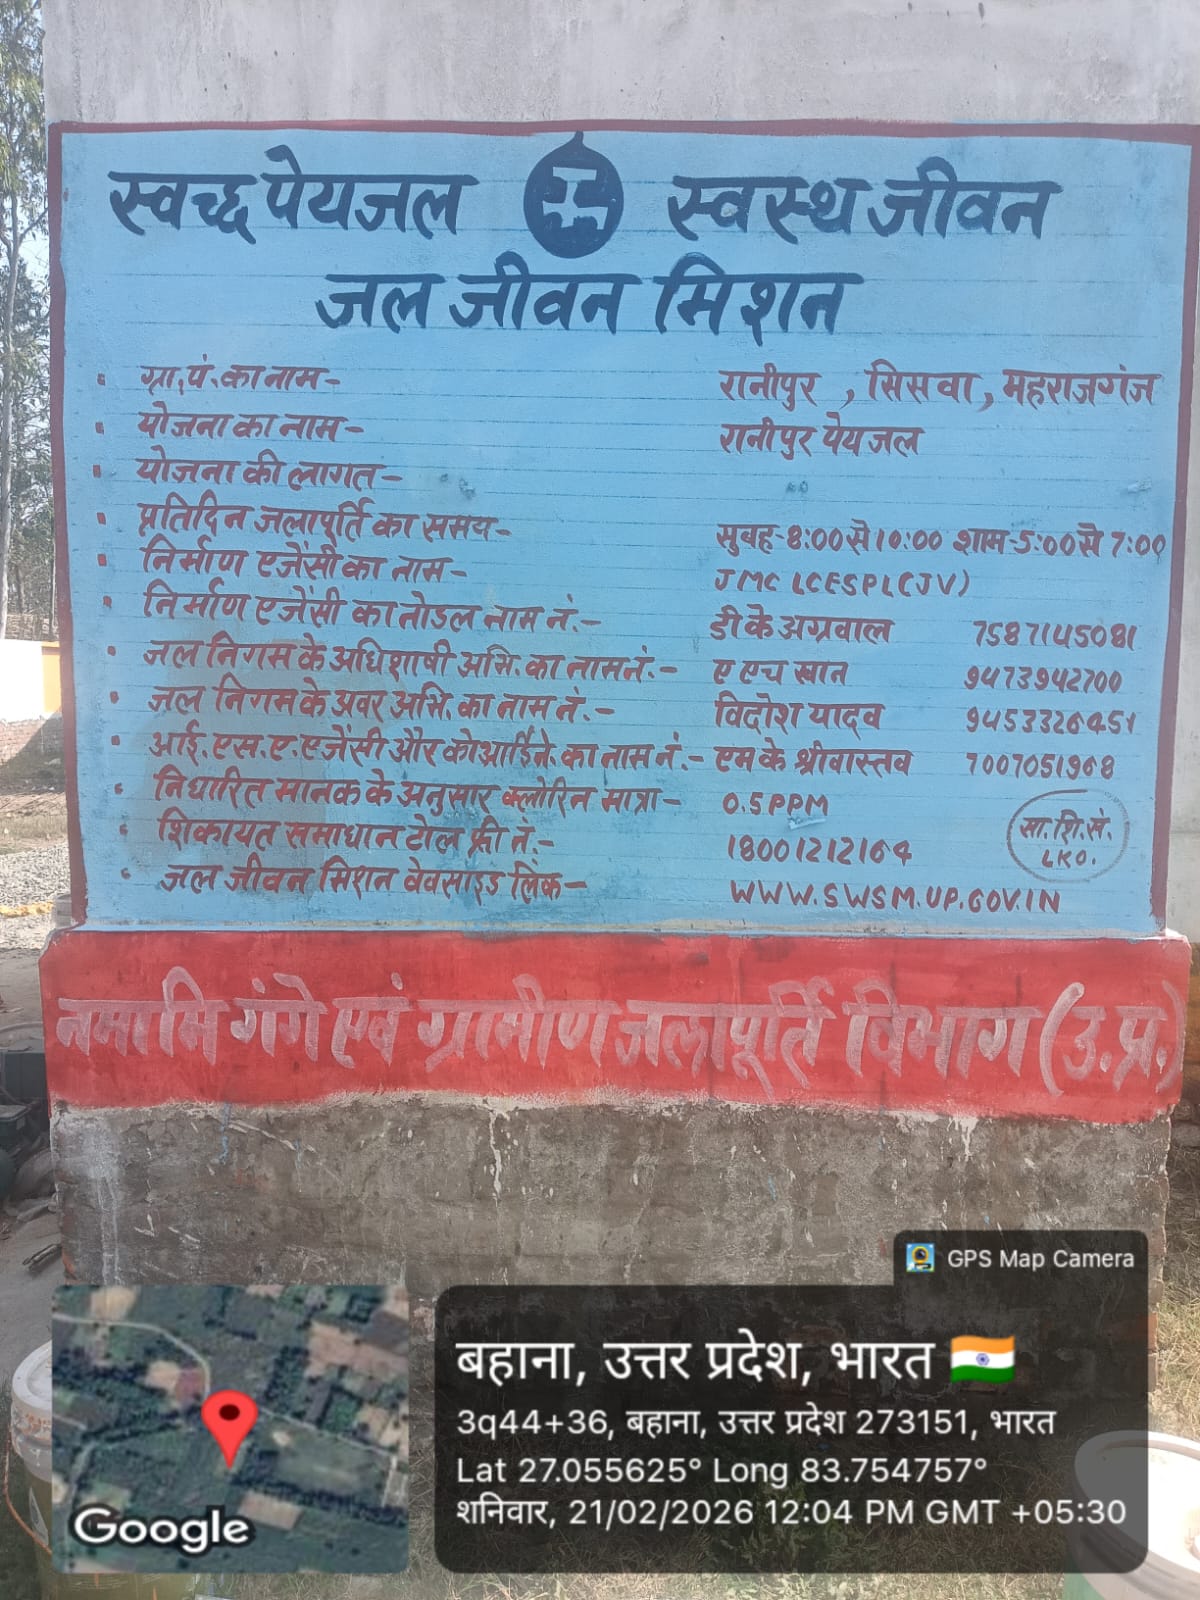 स्वच्छ पेयजल स्वस्थ जीवन
जल जीवन मिशन
ग्रा.पं. का नाम- रानीपुर , सिसवा, महराजगंज
योजना का नाम- रानीपुर पेयजल
योजना की लागत-
प्रतिदिन जलापूर्ति का समय- सुबह-8:00 से 10:00 शाम-5:00 से 7:00
निर्माण एजेंसी का नाम- JMC LCESPL(JV)
निर्माण एजेंसी का नोडल नाम नं.- डी के अग्रवाल 7587145081
जल निगम के अधिशाषी अभि. का नाम नं.- ए एच खान 9473942700
जल निगम के अवर अभि. का नाम नं.- विदोश यादव 9453326451
आई.एस.ए.एजेंसी और कोआर्डिने. का नाम नं.- एम के श्रीवास्तव 7007051968
निधारित मानक के अनुसार क्लोरिन मात्रा- 0.5PPM
शिकायत समाधान टोल फ्री नं.- 18001212164
जल जीवन मिशन वेवसाइड लिंक- WWW.SWSM.UP.GOV.IN
सा.शि.सं.
LKO.
नमामि गंगे एवं ग्रामीण जलापूर्ति विभाग (उ.प्र.)
GPS Map Camera
बहाना, उत्तर प्रदेश, भारत
3q44+36, बहाना, उत्तर प्रदेश 273151, भारत
Lat 27.055625° Long 83.754757°
शनिवार, 21/02/2026 12:04 PM GMT +05:30
Google